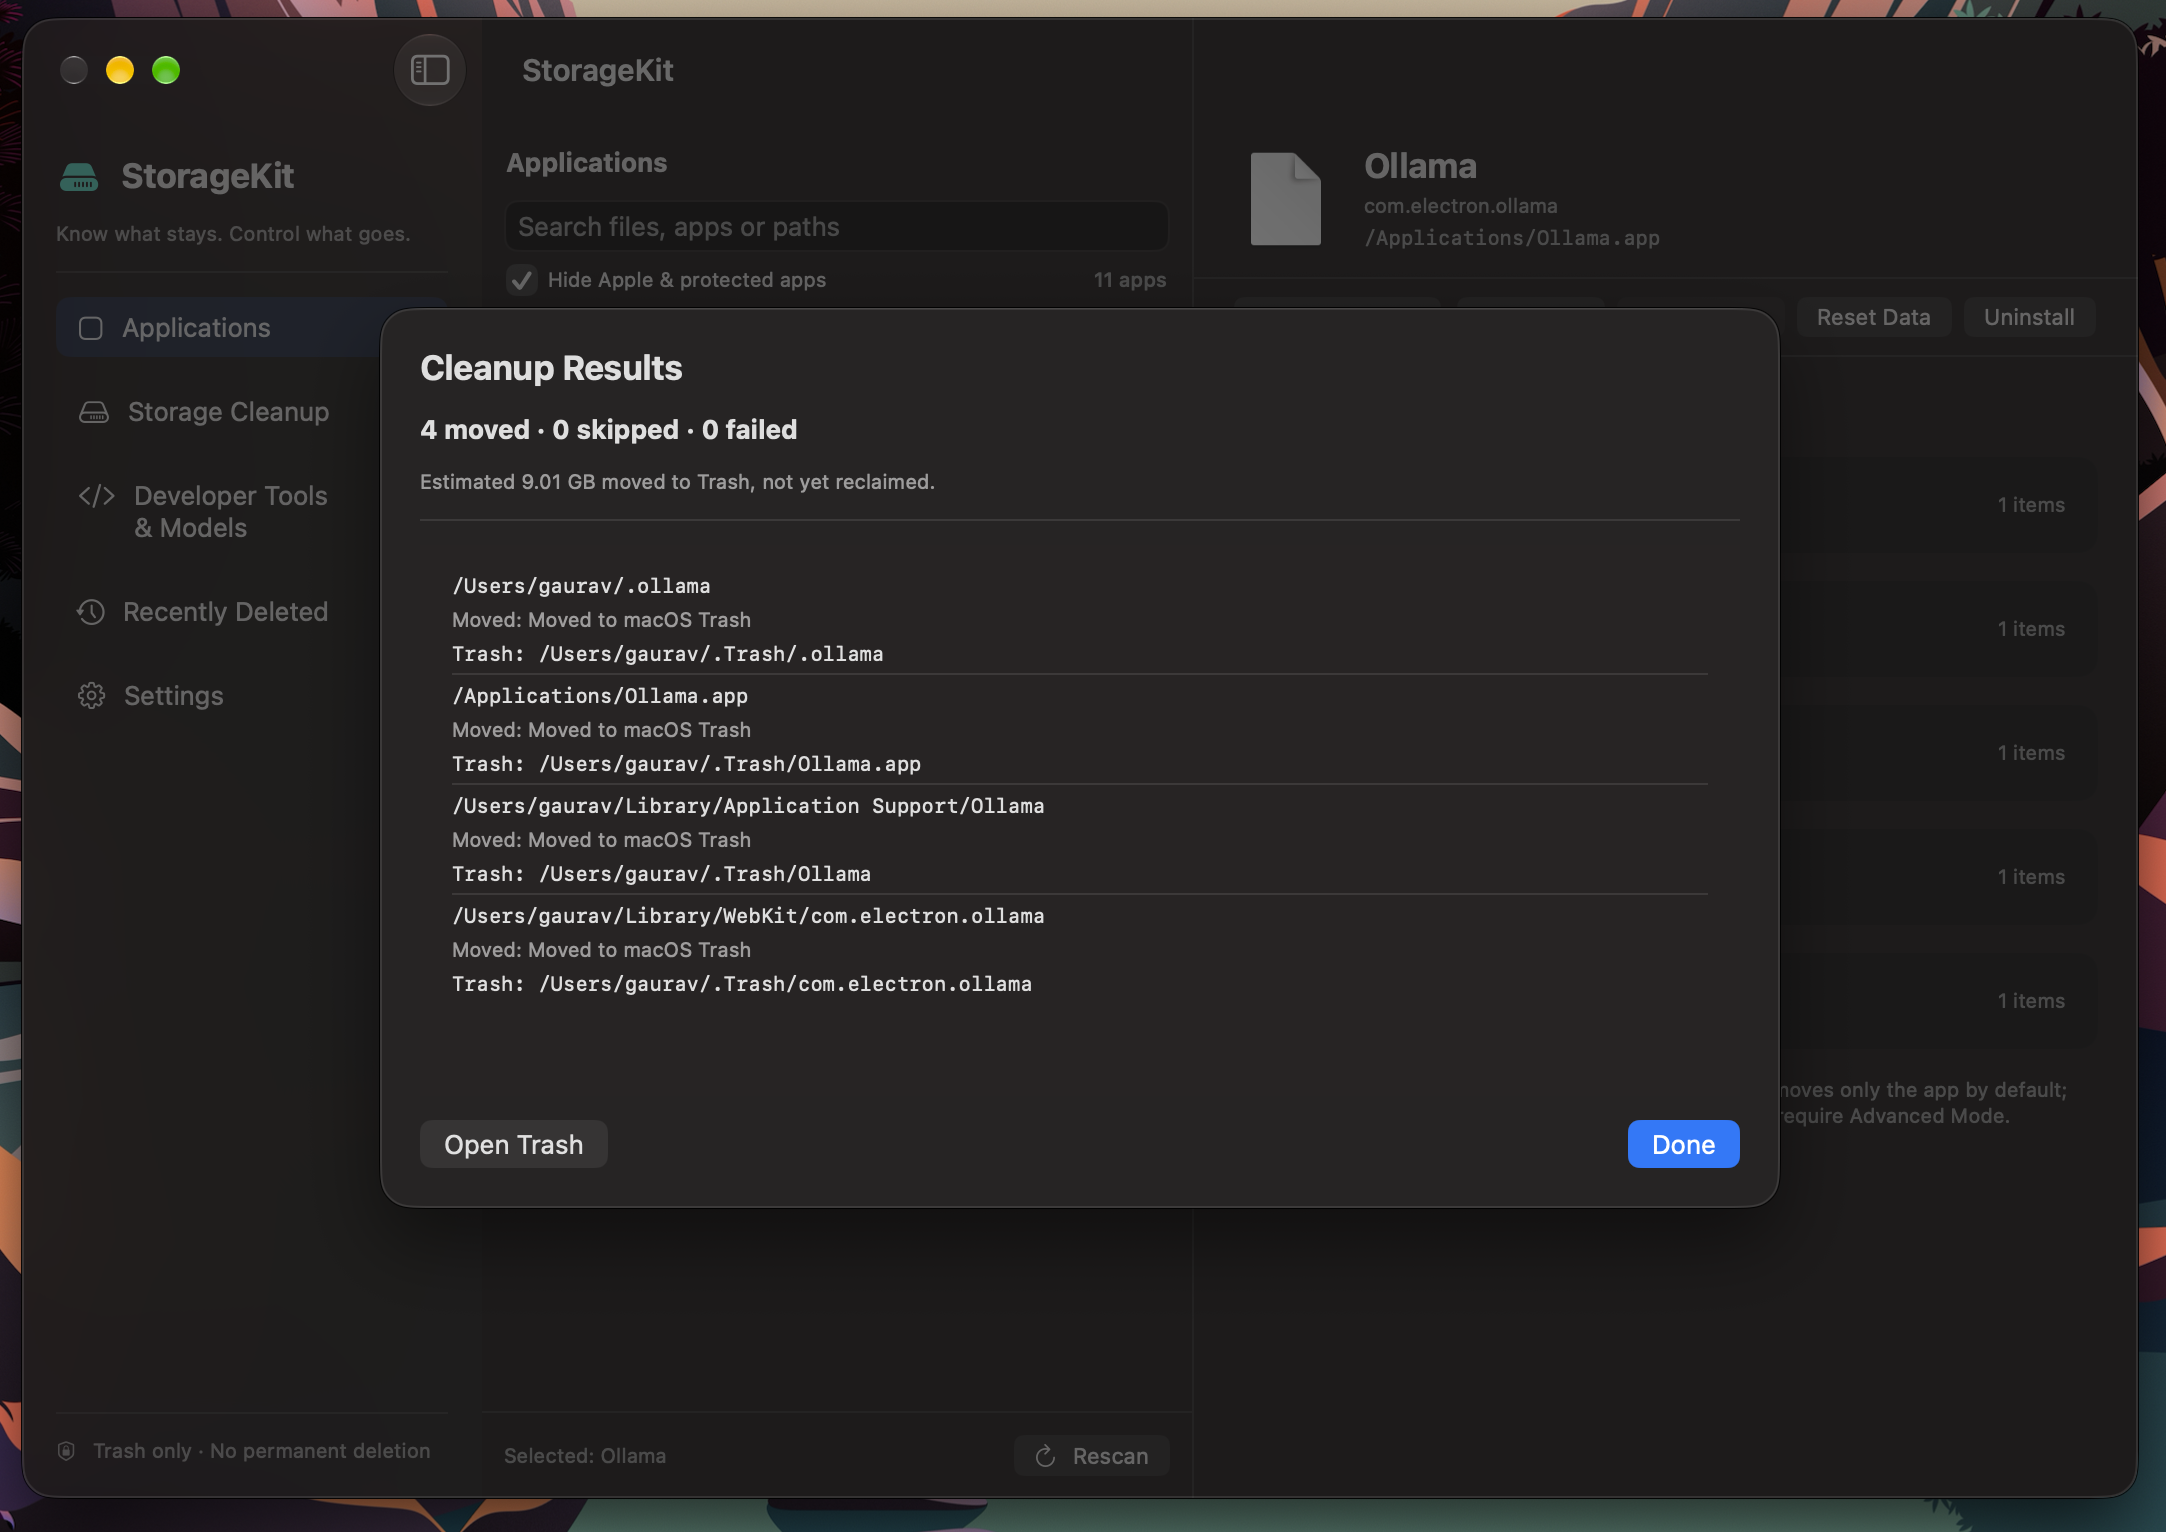 StorageKit
Know what stays. Control what goes.
Applications
Storage Cleanup
Developer Tools
& Models
Recently Deleted
Settings
Trash only · No permanent deletion
StorageKit
Applications
Search files, apps or paths
Hide Apple & protected apps
11 apps
Selected: Ollama
Rescan
Ollama
com.electron.ollama
/Applications/Ollama.app
Reset Data
Uninstall
1 items
1 items
1 items
1 items
1 items
only the app by default;
Advanced Mode.
Cleanup Results
4 moved · 0 skipped · 0 failed
Estimated 9.01 GB moved to Trash, not yet reclaimed.
/Users/gaurav/.ollama
Moved: Moved to macOS Trash
Trash: /Users/gaurav/.Trash/.ollama
/Applications/Ollama.app
Moved: Moved to macOS Trash
Trash: /Users/gaurav/.Trash/Ollama.app
/Users/gaurav/Library/Application Support/Ollama
Moved: Moved to macOS Trash
Trash: /Users/gaurav/.Trash/Ollama
/Users/gaurav/Library/WebKit/com.electron.ollama
Moved: Moved to macOS Trash
Trash: /Users/gaurav/.Trash/com.electron.ollama
Open Trash
Done